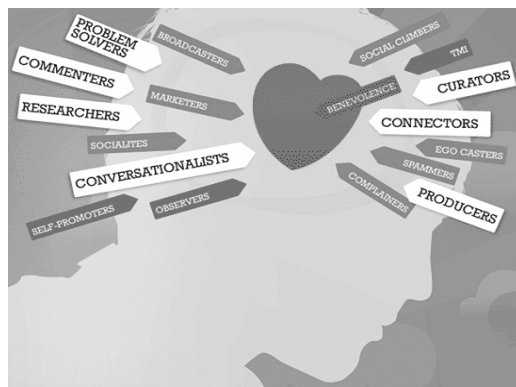 PROBLEM
SOLVERS
BROADCASTERS
SOCIAL CLIMBERS
TMI
COMMENTERS
CURATORS
MARKETERS
BENEVOLENCE
RESEARCHERS
CONNECTORS
SOCIALITES
EGO CASTERS
CONVERSATIONALISTS
SPAMMERS
COMPLAINERS
PRODUCERS
SELF-PROMOTERS
OBSERVERS